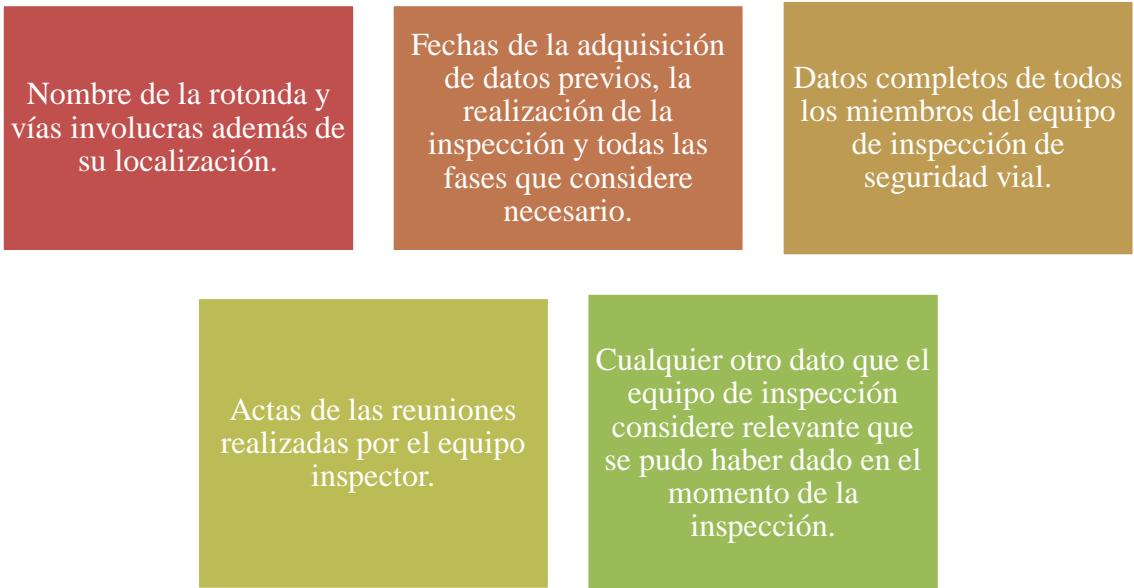 Nombre de la rotonda y
vías involucras además de
su localización.
Fechas de la adquisición
de datos previos, la
realización de la
inspección y todas las
fases que considere
necesario.
Datos completos de todos
los miembros del equipo
de inspección de
seguridad vial.
Actas de las reuniones
realizadas por el equipo
inspector.
Cualquier otro dato que el
equipo de inspección
considere relevante que
se pudo haber dado en el
momento de la
inspección.